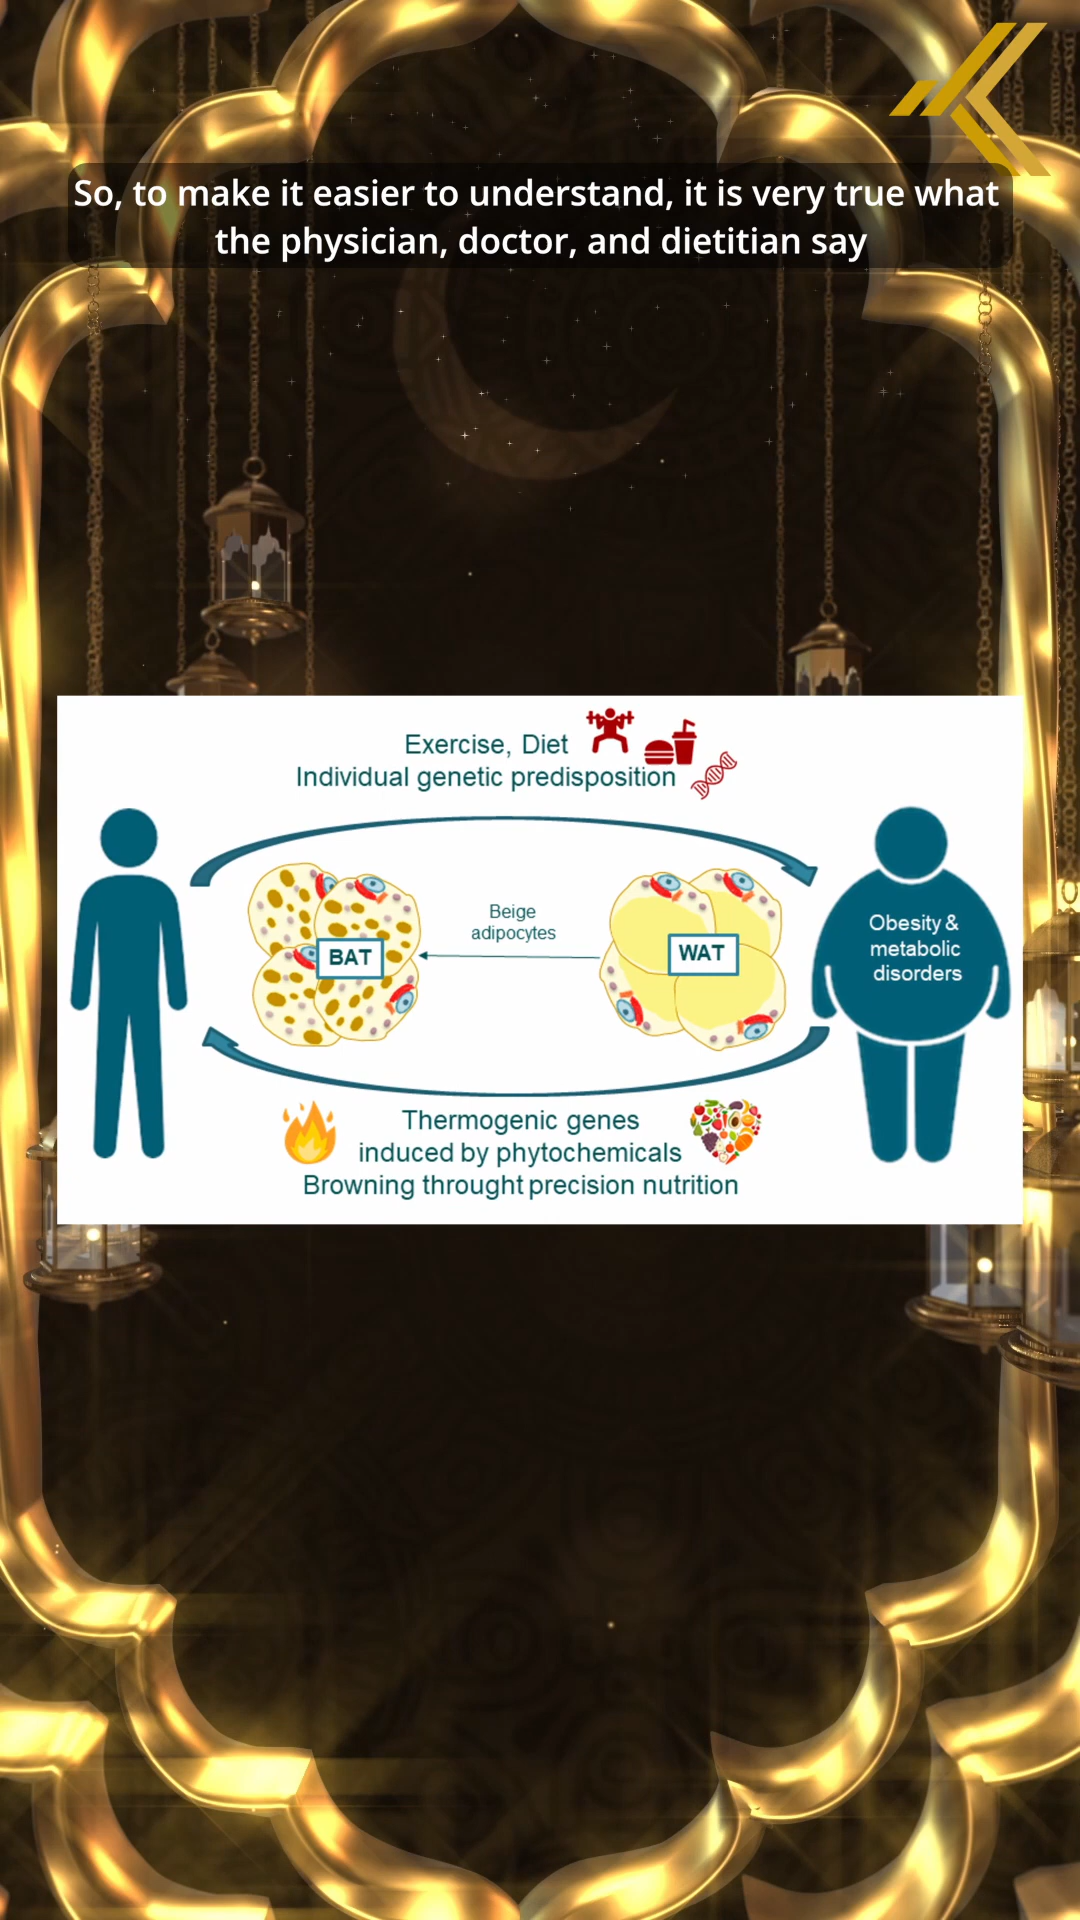 So, to make it easier to understand, it is very true what
the physician, doctor, and dietitian say
Exercise, Diet
Individual genetic predisposition
Beige
adipocytes
BAT
WAT
Obesity &
metabolic
disorders
Thermogenic genes
induced by phytochemicals
Browning throught precision nutrition